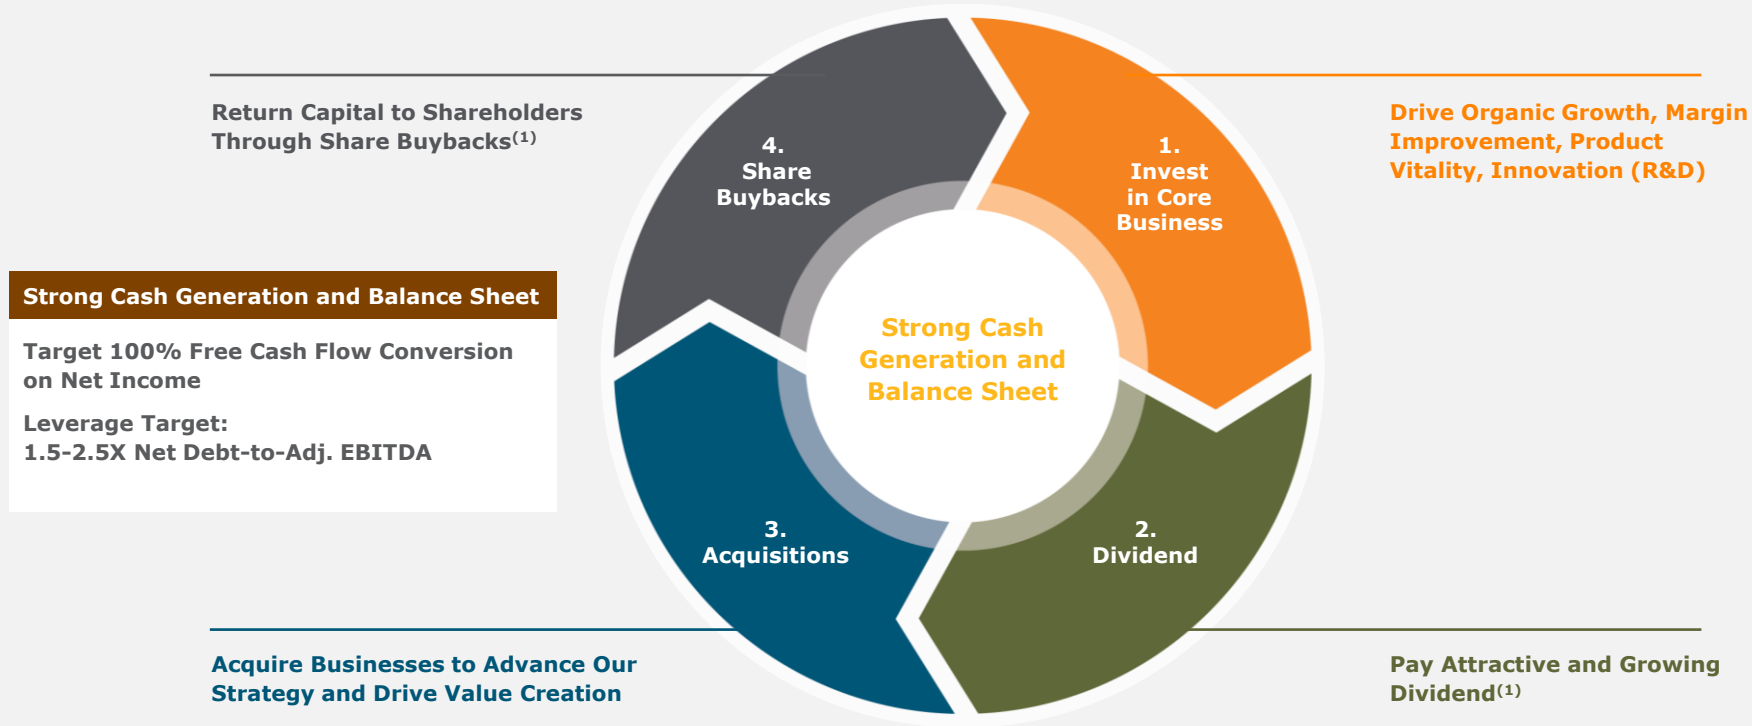 Return Capital to Shareholders
Through Share Buybacks(1)
4.
Share
Buybacks
1.
Invest
in Core
Business
Drive Organic Growth, Margin
Improvement, Product
Vitality, Innovation (R&D)
Strong Cash Generation and Balance Sheet
Target 100% Free Cash Flow Conversion
on Net Income
Leverage Target:
1.5-2.5X Net Debt-to-Adj. EBITDA
Strong Cash
Generation and
Balance Sheet
3.
Acquisitions
2.
Dividend
Acquire Businesses to Advance Our
Strategy and Drive Value Creation
Pay Attractive and Growing
Dividend(1)